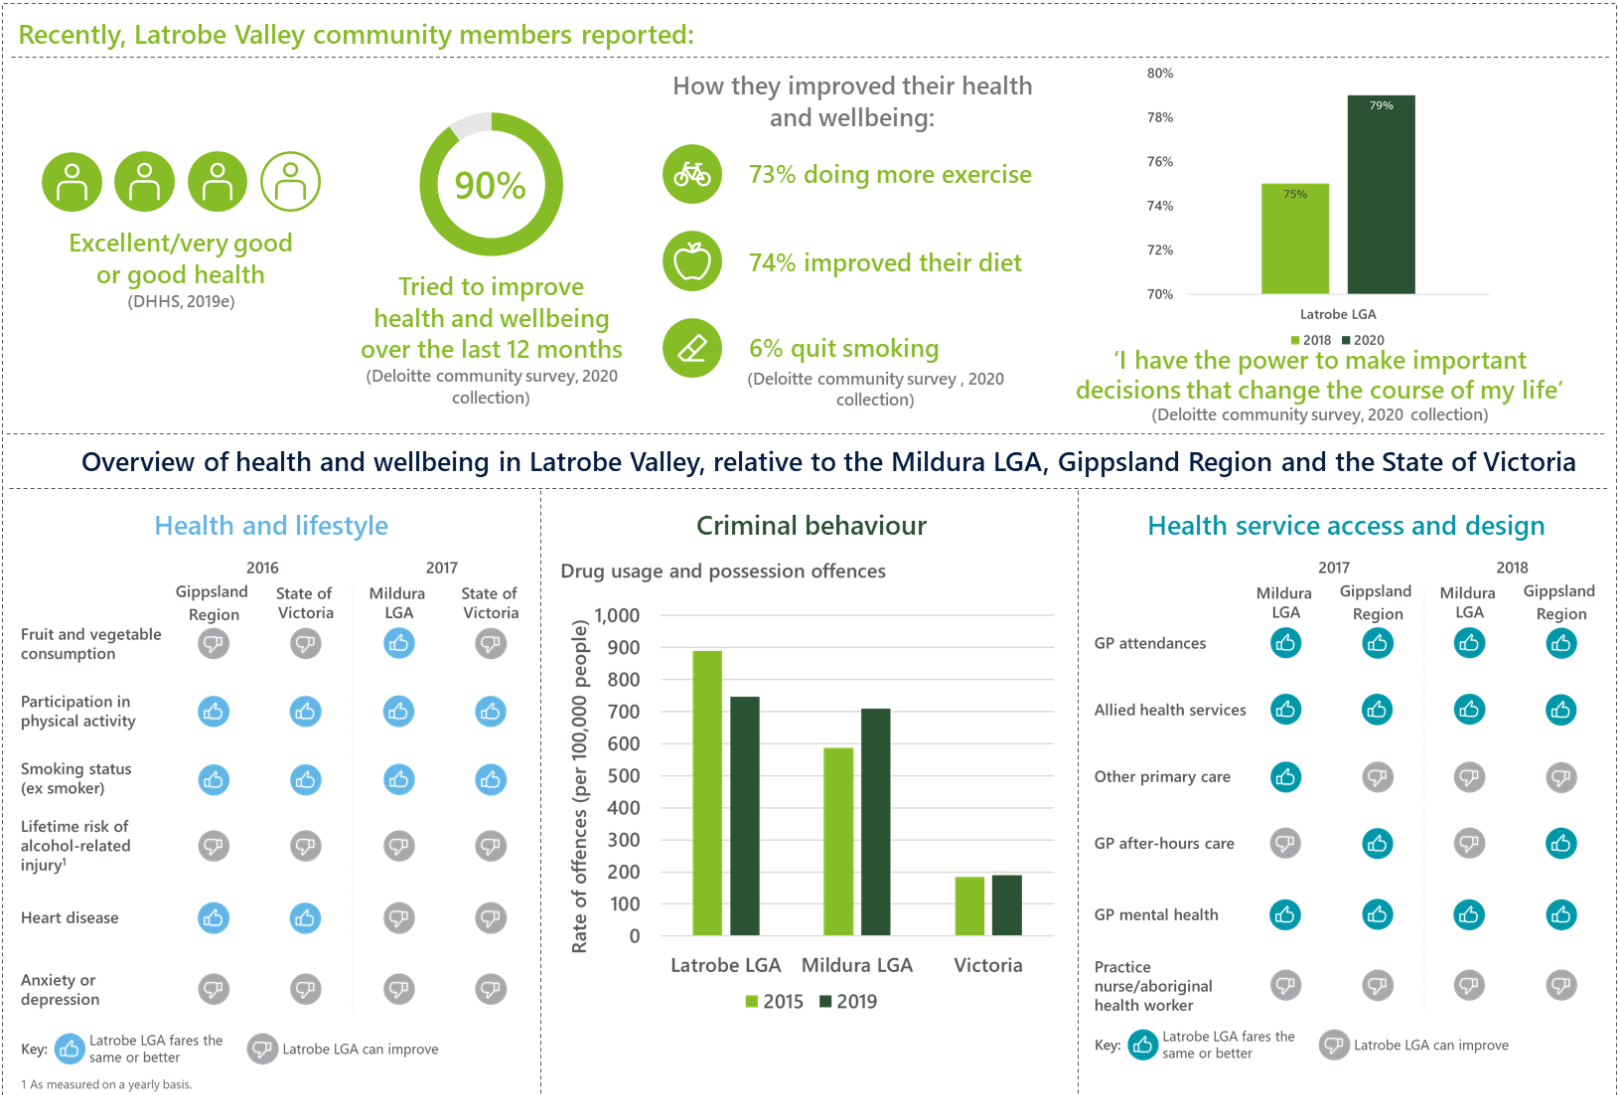 Recently, Latrobe Valley community members reported:
Excellent/very good
or good health
(DHHS, 2019e)
90%
Tried to improve
health and wellbeing
over the last 12 months
(Deloitte community survey, 2020
collection)
How they improved their health
and wellbeing:
73% doing more exercise
74% improved their diet
6% quit smoking
(Deloitte community survey , 2020
collection)
80%
78%
76%
74%
72%
70%
75%
79%
Latrobe LGA
2018 2020
‘I have the power to make important
decisions that change the course of my life’
(Deloitte community survey, 2020 collection)
Overview of health and wellbeing in Latrobe Valley, relative to the Mildura LGA, Gippsland Region and the State of Victoria
Health and lifestyle
2016 2017
Gippsland
Region
State of
Victoria
Mildura
LGA
State of
Victoria
Fruit and vegetable
consumption
Participation in
physical activity
Smoking status
(ex smoker)
Lifetime risk of
alcohol-related
injury¹
Heart disease
Anxiety or
depression
Key: Latrobe LGA fares the
same or better
Latrobe LGA can improve
1 As measured on a yearly basis.
Criminal behaviour
Drug usage and possession offences
Rate of offences (per 100,000 people)
1,000
900
800
700
600
500
400
300
200
100
0
Latrobe LGA Mildura LGA Victoria
2015 2019
Health service access and design
2017 2018
Mildura
LGA
Gippsland
Region
Mildura
LGA
Gippsland
Region
GP attendances
Allied health services
Other primary care
GP after-hours care
GP mental health
Practice
nurse/aboriginal
health worker
Key: Latrobe LGA fares the
same or better
Latrobe LGA can improve